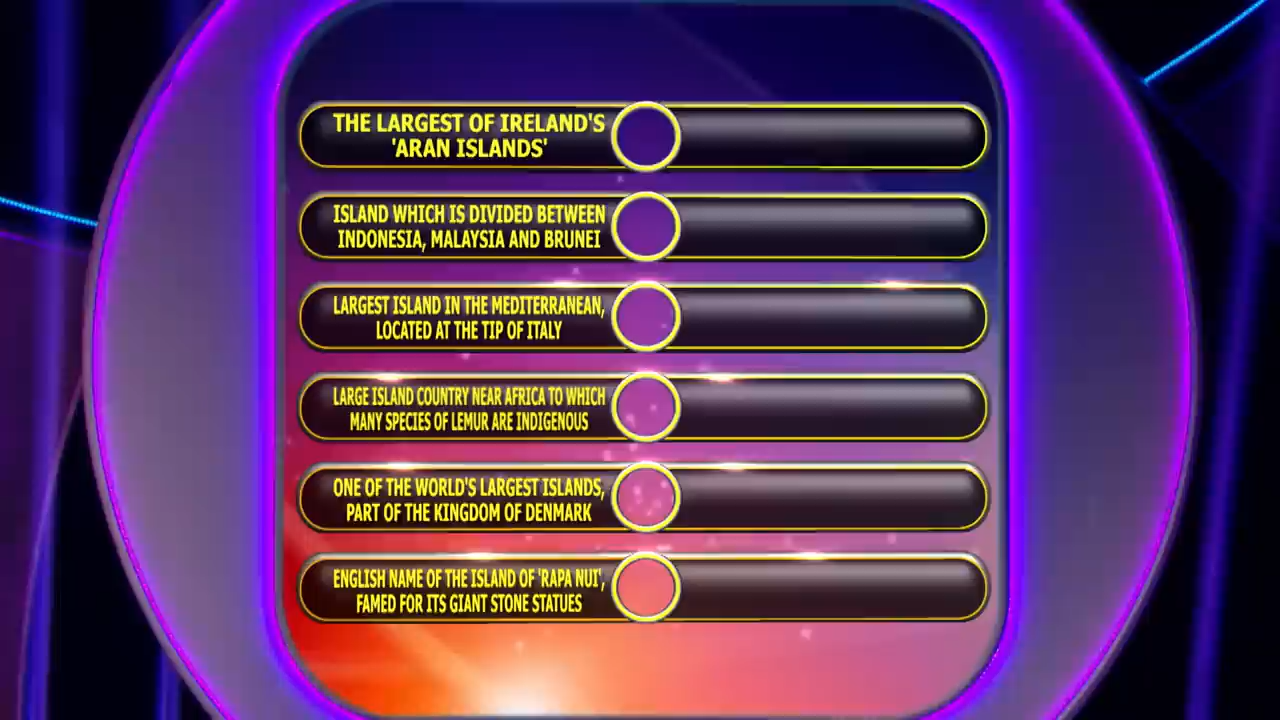 THE LARGEST OF IRELAND'S
'ARAN ISLANDS'
ISLAND WHICH IS DIVIDED BETWEEN
INDONESIA, MALAYSIA AND BRUNEI
LARGEST ISLAND IN THE MEDITERRANEAN,
LOCATED AT THE TIP OF ITALY
LARGE ISLAND COUNTRY NEAR AFRICA TO WHICH
MANY SPECIES OF LEMUR ARE INDIGENOUS
ONE OF THE WORLD'S LARGEST ISLANDS,
PART OF THE KINGDOM OF DENMARK
ENGLISH NAME OF THE ISLAND OF 'RAPA NUI',
FAMED FOR ITS GIANT STONE STATUES